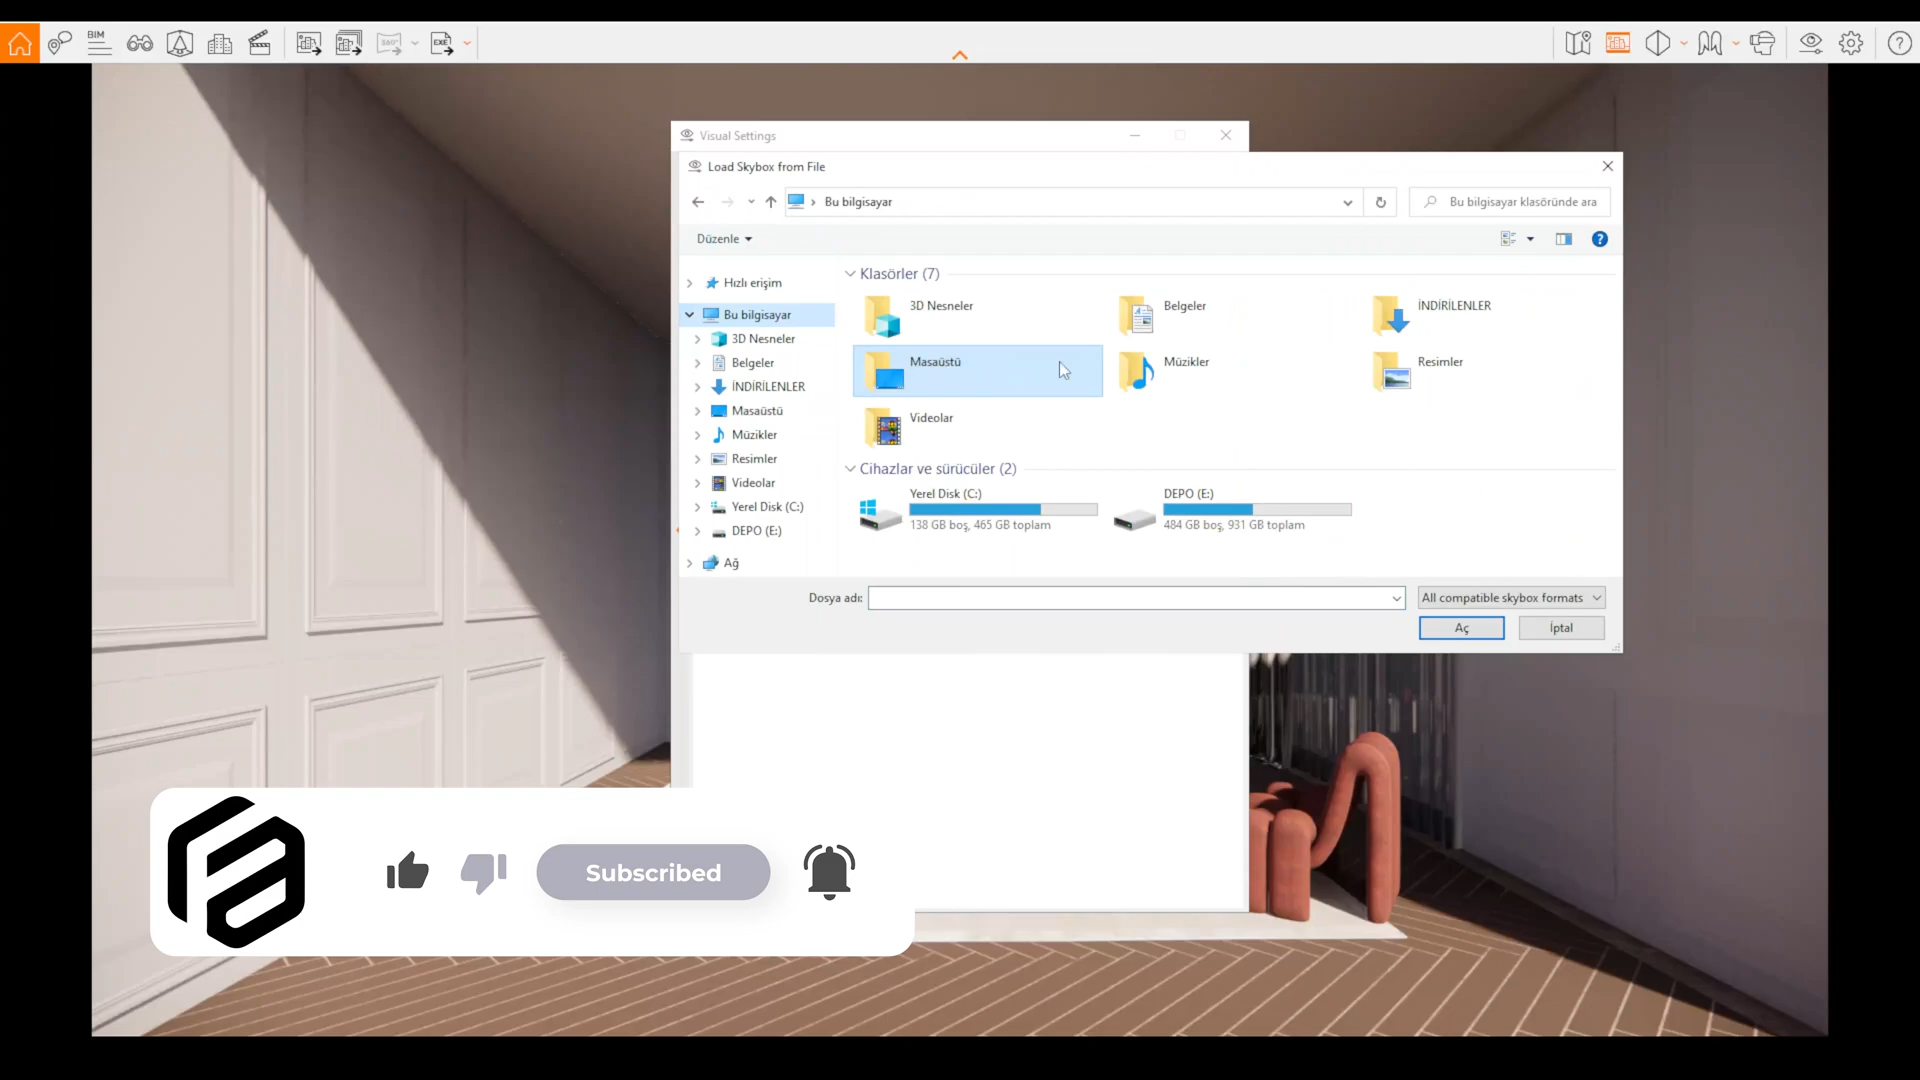 BIM
360°
EXE
Visual Settings
Load Skybox from File
Bu bilgisayar
Bu bilgisayar klasöründe ara
Düzenle
Hızlı erişim
Bu bilgisayar
3D Nesneler
Belgeler
İNDİRİLENLER
Masaüstü
Müzikler
Resimler
Videolar
Yerel Disk (C:)
DEPO (E:)
Ağ
Klasörler (7)
3D Nesneler
Belgeler
İNDİRİLENLER
Masaüstü
Müzikler
Resimler
Videolar
Cihazlar ve sürücüler (2)
Yerel Disk (C:)
138 GB boş, 465 GB toplam
DEPO (E:)
484 GB boş, 931 GB toplam
Dosya adı:
All compatible skybox formats
Aç
İptal
Subscribed